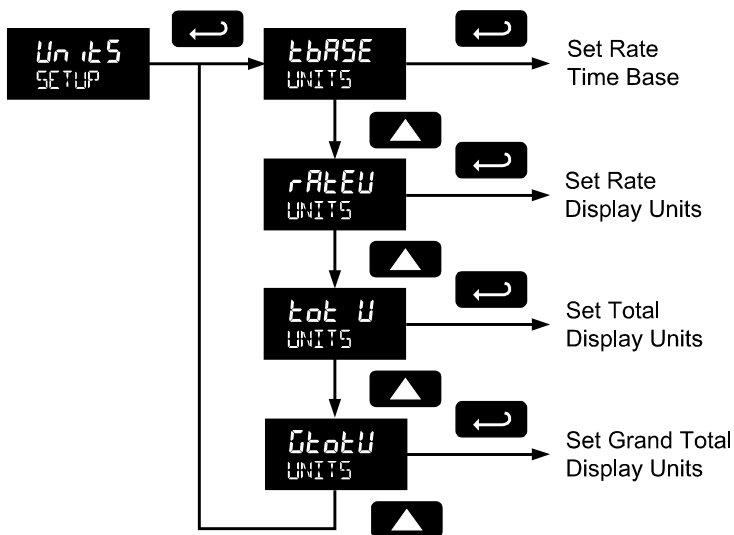 UnitS
SETUP
tbASE
UNITS
Set Rate
Time Base
rAtEU
UNITS
Set Rate
Display Units
tot U
UNITS
Set Total
Display Units
GtotU
UNITS
Set Grand Total
Display Units